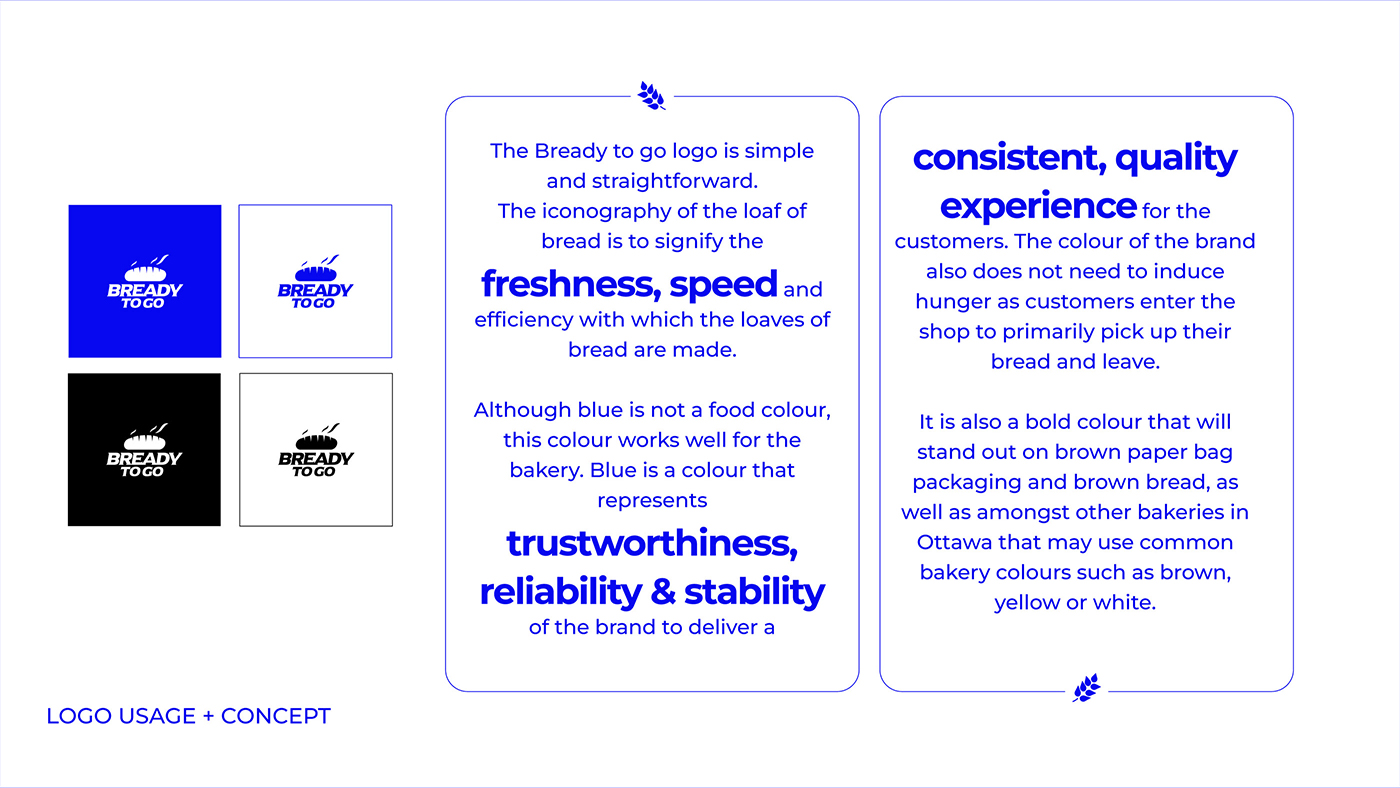 BREADY
TO GO
BREADY
TO GO
BREADY
TO GO
BREADY
TO GO
LOGO USAGE + CONCEPT
The Bready to go logo is simple
and straightforward.
The iconography of the loaf of
bread is to signify the
freshness, speed and
efficiency with which the loaves of
bread are made.
Although blue is not a food colour,
this colour works well for the
bakery. Blue is a colour that
represents
trustworthiness,
reliability & stability
of the brand to deliver a
consistent, quality
experience for the
customers. The colour of the brand
also does not need to induce
hunger as customers enter the
shop to primarily pick up their
bread and leave.
It is also a bold colour that will
stand out on brown paper bag
packaging and brown bread, as
well as amongst other bakeries in
Ottawa that may use common
bakery colours such as brown,
yellow or white.